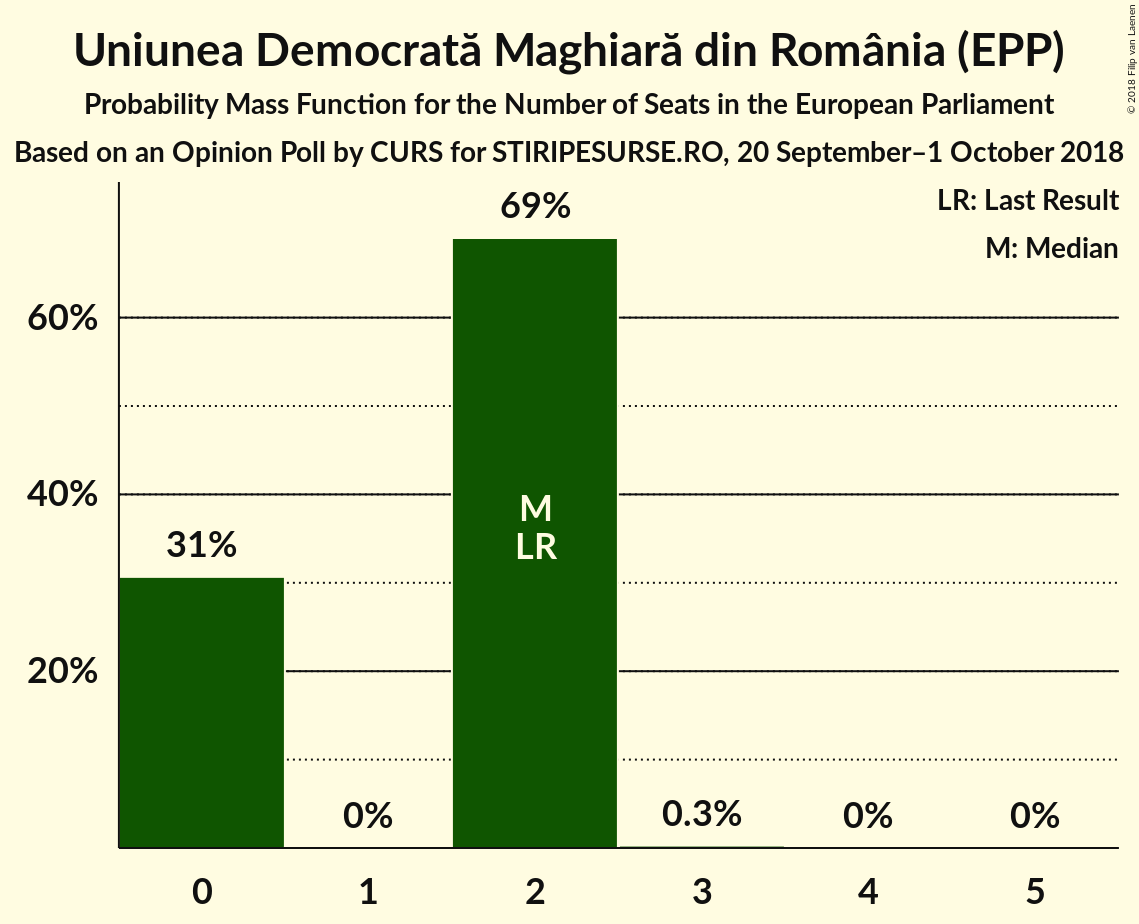 Uniunea Democrată Maghiară din România (EPP)
Probability Mass Function for the Number of Seats in the European Parliament
Based on an Opinion Poll by CURS for STIRIPESURSE.RO, 20 September–1 October 2018
© 2018 Filip van Laenen
LR: Last Result
M: Median
60%
40%
20%
31%
0%
69%
M
LR
0.3%
0%
0%
0
1
2
3
4
5